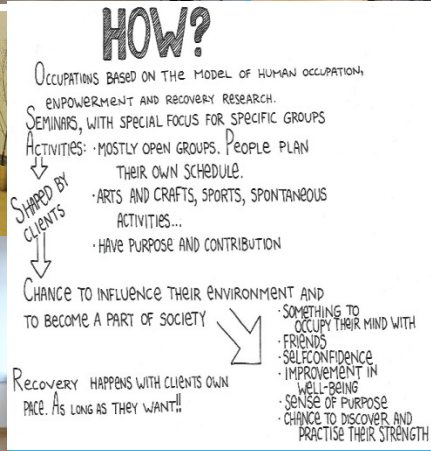 HOW?
OCCUPATIONS BASED ON THE MODEL OF HUMAN OCCUPATION,
ENPOWERMENT AND RECOVERY RESEARCH.
SEMINARS, WITH SPECIAL FOCUS FOR SPECIFIC GROUPS
ACTIVITIES: · MOSTLY OPEN GROUPS. PEOPLE PLAN
THEIR OWN SCHEDULE.
· ARTS AND CRAFTS, SPORTS, SPONTANEOUS
ACTIVITIES...
· HAVE PURPOSE AND CONTRIBUTION
SHAPED BY
CLIENTS
CHANCE TO INFLUENCE THEIR ENVIRONMENT AND
TO BECOME A PART OF SOCIETY
· SOMETHING TO
OCCUPY THEIR MIND WITH
· FRIENDS
· SELFCONFIDENCE
· IMPROVEMENT IN
WELL-BEING
· SENSE OF PURPOSE
· CHANCE TO DISCOVER AND
PRACTISE THEIR STRENGTH
RECOVERY HAPPENS WITH CLIENTS OWN
PACE. AS LONG AS THEY WANT!!